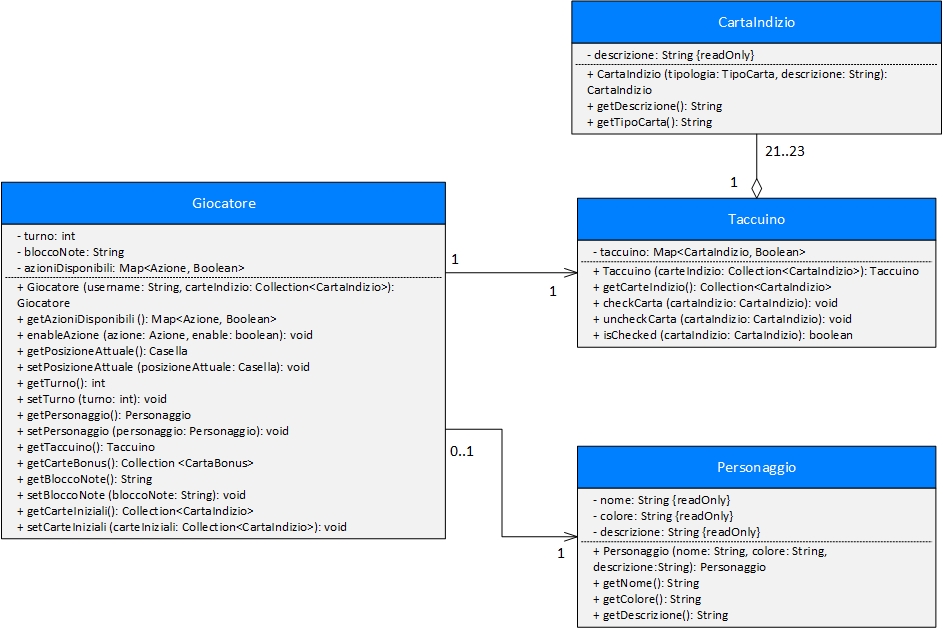 CartaIndizio
- descrizione: String {readOnly}
+ CartaIndizio (tipologia: TipoCarta, descrizione: String):
CartaIndizio
+ getDescrizione(): String
+ getTipoCarta(): String
21..23
1
Taccuino
- taccuino: Map<CartaIndizio, Boolean>
+ Taccuino (carteIndizio: Collection<CartaIndizio>): Taccuino
+ getCarteIndizio(): Collection<CartaIndizio>
+ checkCarta (cartaIndizio: CartaIndizio): void
+ uncheckCarta (cartaIndizio: CartaIndizio): void
+ isChecked (cartaIndizio: CartaIndizio): boolean
Giocatore
- turno: int
- bloccoNote: String
- azioniDisponibili: Map<Azione, Boolean>
+ Giocatore (username: String, carteIndizio: Collection<CartaIndizio>):
Giocatore
+ getAzioniDisponibili (): Map<Azione, Boolean>
+ enableAzione (azione: Azione, enable: boolean): void
+ getPosizioneAttuale(): Casella
+ setPosizioneAttuale (posizioneAttuale: Casella): void
+ getTurno(): int
+ setTurno (turno: int): void
+ getPersonaggio(): Personaggio
+ setPersonaggio (personaggio: Personaggio): void
+ getTaccuino(): Taccuino
+ getCarteBonus(): Collection <CartaBonus>
+ getBloccoNote(): String
+ setBloccoNote (bloccoNote: String): void
+ getCarteIniziali(): Collection<CartaIndizio>
+ setCarteIniziali (carteIniziali: Collection<CartaIndizio>): void
1
1
0..1
1
Personaggio
- nome: String {readOnly}
- colore: String {readOnly}
- descrizione: String {readOnly}
+ Personaggio (nome: String, colore: String,
descrizione:String): Personaggio
+ getNome(): String
+ getColore(): String
+ getDescrizione(): String